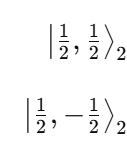 |1/2, 1/2⟩₂
|1/2, −1/2⟩₂